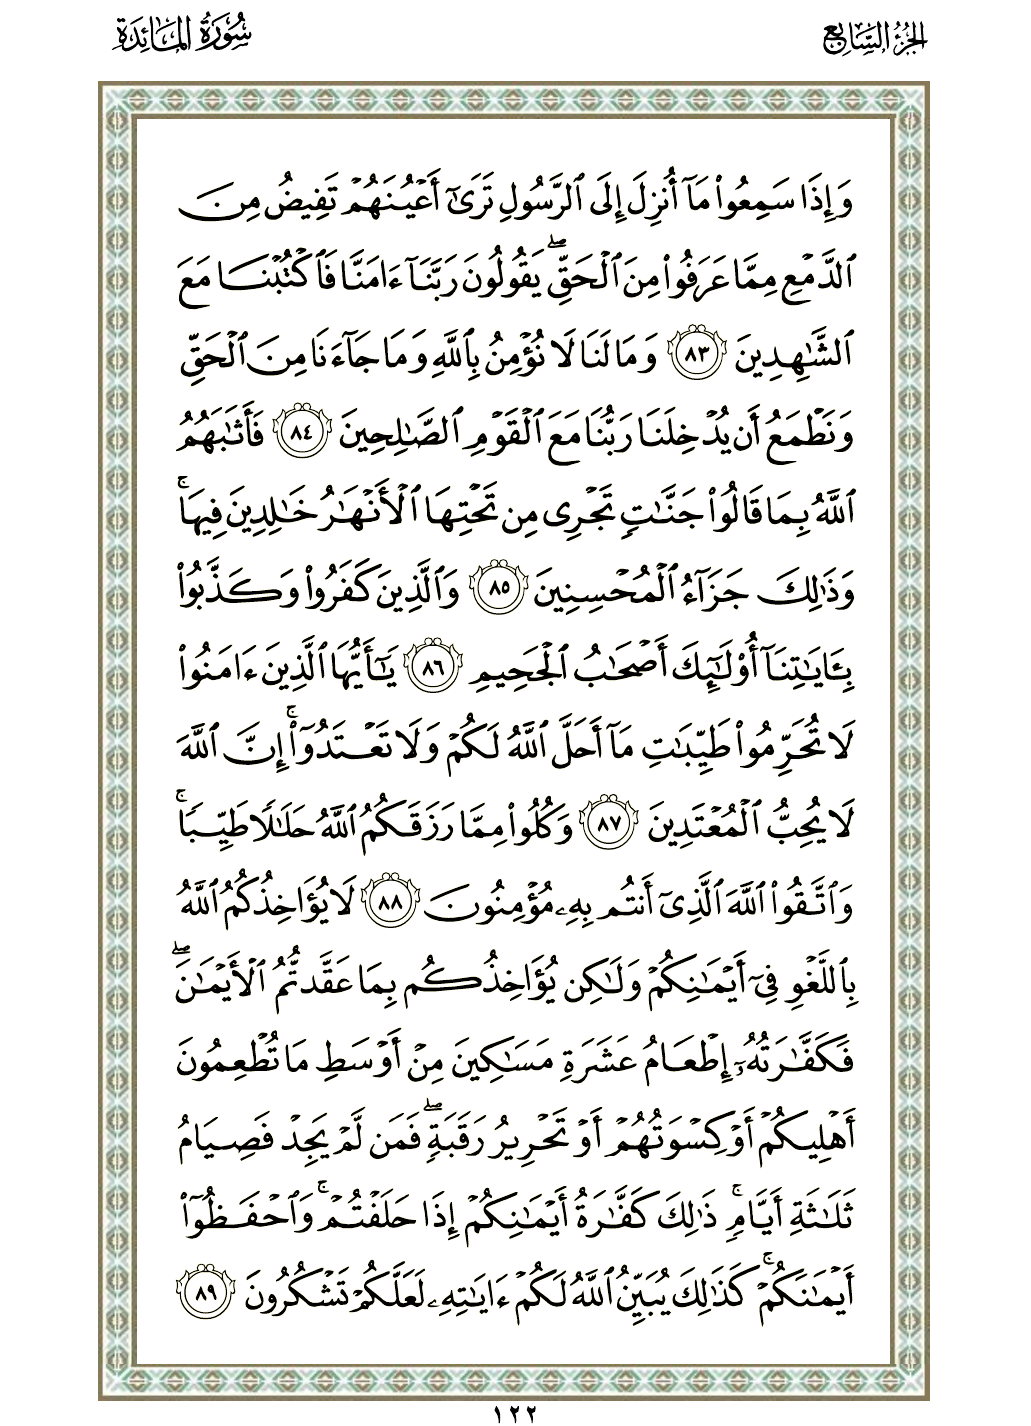 الجزء السابع
سورة المائدة
وَإِذَا سَمِعُوا۟ مَآ أُنزِلَ إِلَى ٱلرَّسُولِ تَرَىٰٓ أَعْيُنَهُمْ تَفِيضُ مِنَ
ٱلدَّمْعِ مِمَّا عَرَفُوا۟ مِنَ ٱلْحَقِّ ۖ يَقُولُونَ رَبَّنَآ ءَامَنَّا فَٱكْتُبْنَا مَعَ
ٱلشَّٰهِدِينَ ٨٣ وَمَا لَنَا لَا نُؤْمِنُ بِٱللَّهِ وَمَا جَآءَنَا مِنَ ٱلْحَقِّ
وَنَطْمَعُ أَن يُدْخِلَنَا رَبُّنَا مَعَ ٱلْقَوْمِ ٱلصَّٰلِحِينَ ٨٤ فَأَثَٰبَهُمُ
ٱللَّهُ بِمَا قَالُوا۟ جَنَّٰتٍ تَجْرِى مِن تَحْتِهَا ٱلْأَنْهَٰرُ خَٰلِدِينَ فِيهَا ۚ
وَذَٰلِكَ جَزَآءُ ٱلْمُحْسِنِينَ ٨٥ وَٱلَّذِينَ كَفَرُوا۟ وَكَذَّبُوا۟
بِـَٔايَٰتِنَآ أُو۟لَٰٓئِكَ أَصْحَٰبُ ٱلْجَحِيمِ ٨٦ يَٰٓأَيُّهَا ٱلَّذِينَ ءَامَنُوا۟
لَا تُحَرِّمُوا۟ طَيِّبَٰتِ مَآ أَحَلَّ ٱللَّهُ لَكُمْ وَلَا تَعْتَدُوٓا۟ ۚ إِنَّ ٱللَّهَ
لَا يُحِبُّ ٱلْمُعْتَدِينَ ٨٧ وَكُلُوا۟ مِمَّا رَزَقَكُمُ ٱللَّهُ حَلَٰلًا طَيِّبًا ۚ
وَٱتَّقُوا۟ ٱللَّهَ ٱلَّذِىٓ أَنتُم بِهِۦ مُؤْمِنُونَ ٨٨ لَا يُؤَاخِذُكُمُ ٱللَّهُ
بِٱللَّغْوِ فِىٓ أَيْمَٰنِكُمْ وَلَٰكِن يُؤَاخِذُكُم بِمَا عَقَّدتُّمُ ٱلْأَيْمَٰنَ ۖ
فَكَفَّٰرَتُهُۥٓ إِطْعَامُ عَشَرَةِ مَسَٰكِينَ مِنْ أَوْسَطِ مَا تُطْعِمُونَ
أَهْلِيكُمْ أَوْ كِسْوَتُهُمْ أَوْ تَحْرِيرُ رَقَبَةٍ ۖ فَمَن لَّمْ يَجِدْ فَصِيَامُ
ثَلَٰثَةِ أَيَّامٍ ۚ ذَٰلِكَ كَفَّٰرَةُ أَيْمَٰنِكُمْ إِذَا حَلَفْتُمْ ۚ وَٱحْفَظُوٓا۟
أَيْمَٰنَكُمْ ۚ كَذَٰلِكَ يُبَيِّنُ ٱللَّهُ لَكُمْ ءَايَٰتِهِۦ لَعَلَّكُمْ تَشْكُرُونَ ٨٩
١٢٢